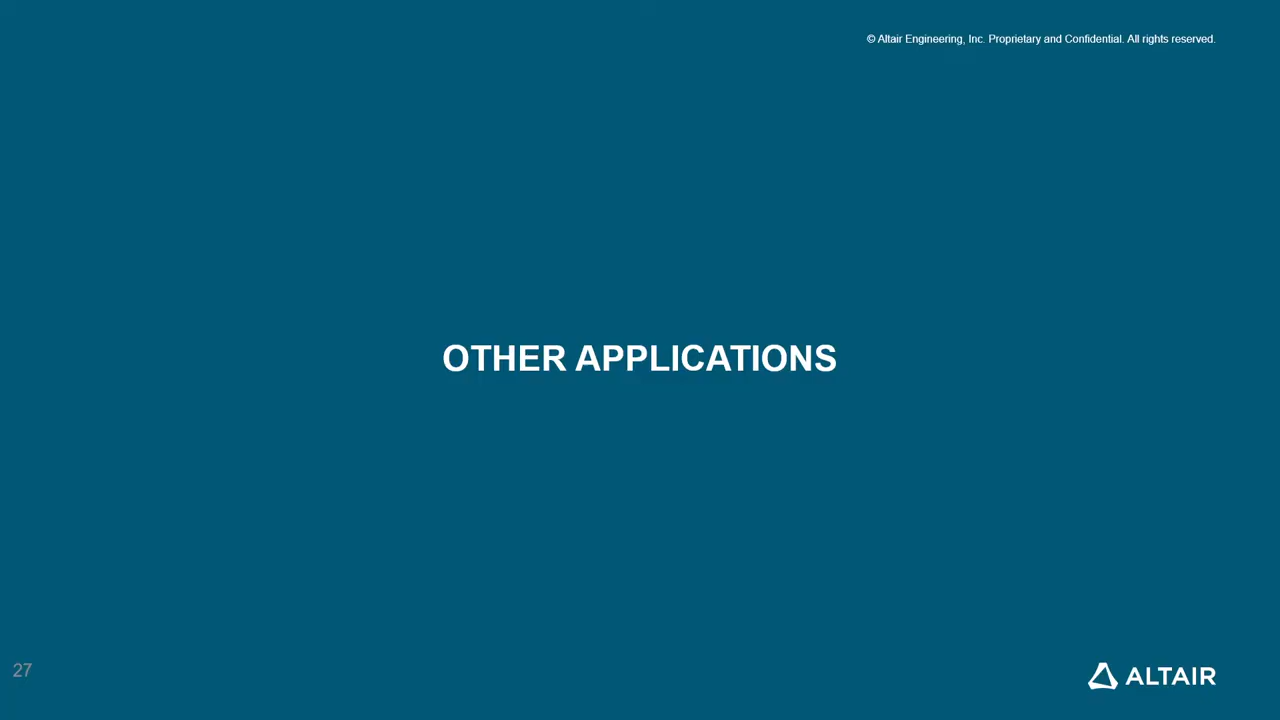 © Altair Engineering, Inc. Proprietary and Confidential. All rights reserved.
OTHER APPLICATIONS
27
ALTAIR